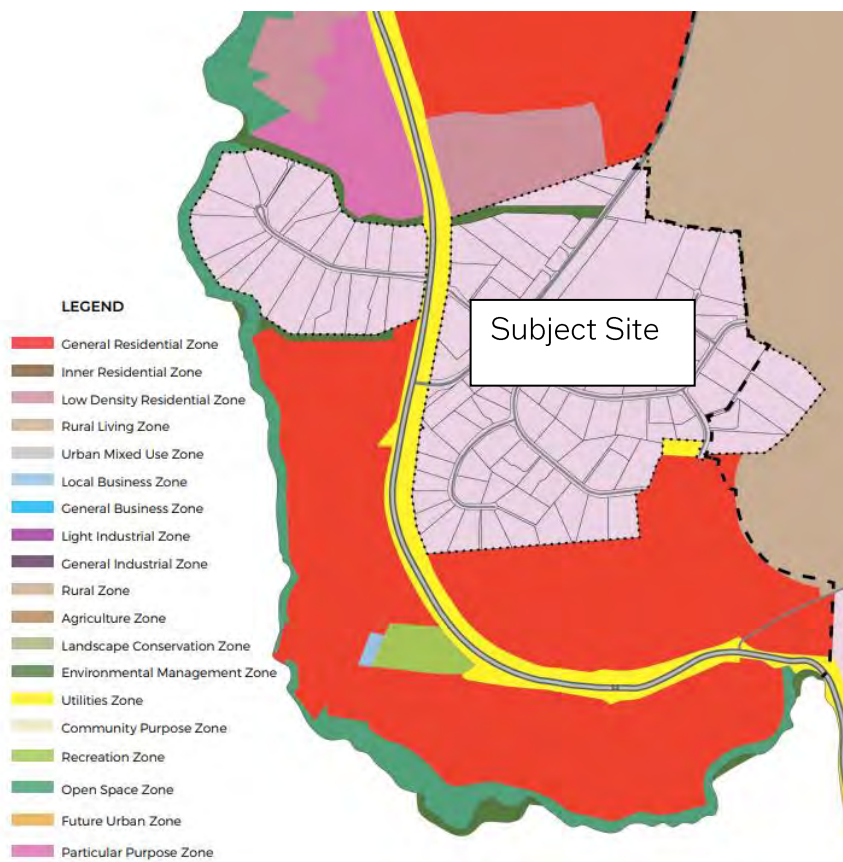 Subject Site
LEGEND
General Residential Zone
Inner Residential Zone
Low Density Residential Zone
Rural Living Zone
Urban Mixed Use Zone
Local Business Zone
General Business Zone
Light Industrial Zone
General Industrial Zone
Rural Zone
Agriculture Zone
Landscape Conservation Zone
Environmental Management Zone
Utilities Zone
Community Purpose Zone
Recreation Zone
Open Space Zone
Future Urban Zone
Particular Purpose Zone